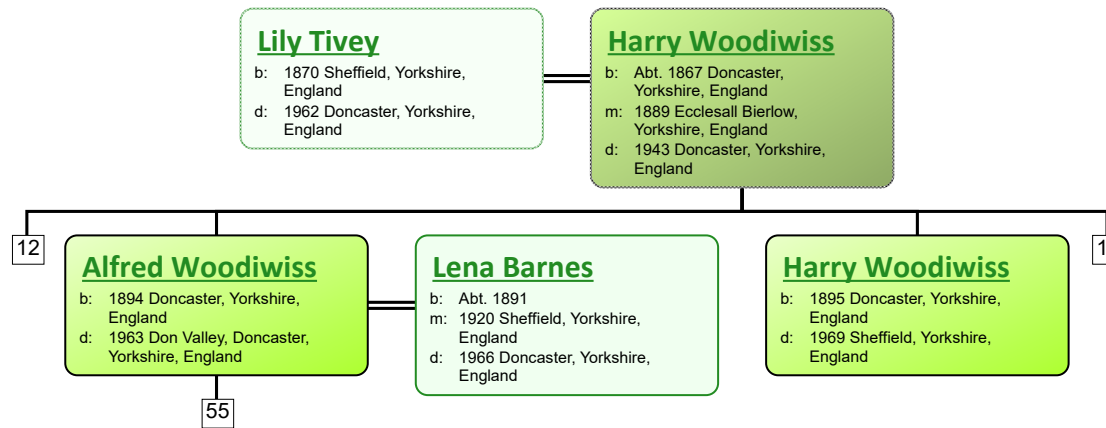 Lily Tivey
b: 1870 Sheffield, Yorkshire,
England
d: 1962 Doncaster, Yorkshire,
England
Harry Woodiwiss
b: Abt. 1867 Doncaster,
Yorkshire, England
m: 1889 Ecclesall Bierlow,
Yorkshire, England
d: 1943 Doncaster, Yorkshire,
England
12
Alfred Woodiwiss
b: 1894 Doncaster, Yorkshire,
England
d: 1963 Don Valley, Doncaster,
Yorkshire, England
Lena Barnes
b: Abt. 1891
m: 1920 Sheffield, Yorkshire,
England
d: 1966 Doncaster, Yorkshire,
England
Harry Woodiwiss
b: 1895 Doncaster, Yorkshire,
England
d: 1969 Sheffield, Yorkshire,
England
55